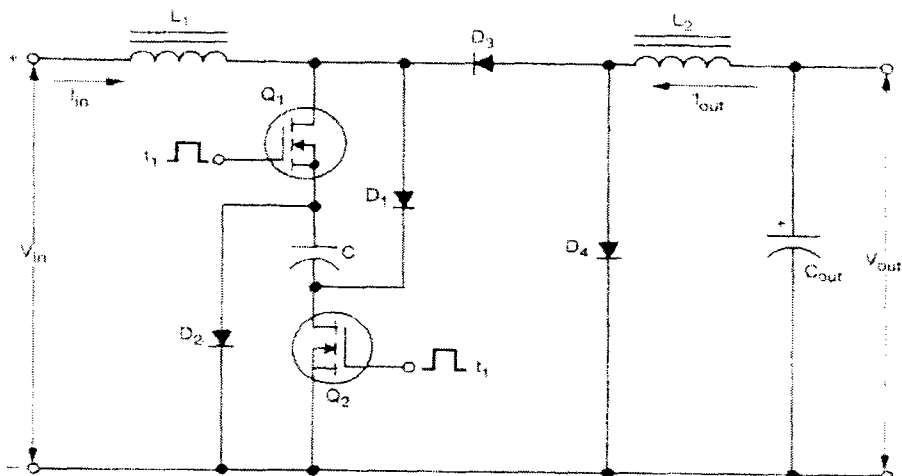 L1
L2
D3
+
Iin
Iout
Q1
t1
D1
Vin
C
D4
+
Cout
Vout
D2
t1
Q2
−